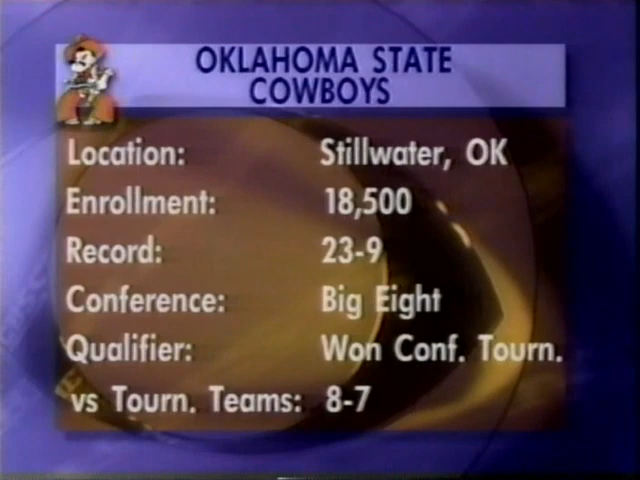 OKLAHOMA STATE
COWBOYS
Location: Stillwater, OK
Enrollment: 18,500
Record: 23-9
Conference: Big Eight
Qualifier: Won Conf. Tourn.
vs Tourn. Teams: 8-7